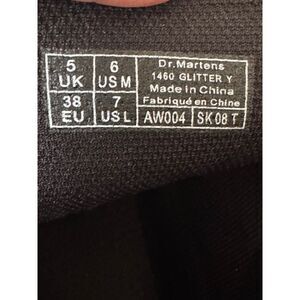 5 UK
6 US M
38 EU
7 US L
Dr.Martens
1460 GLITTER Y
Made in China
Fabriqué en Chine
AW004
SK08 T